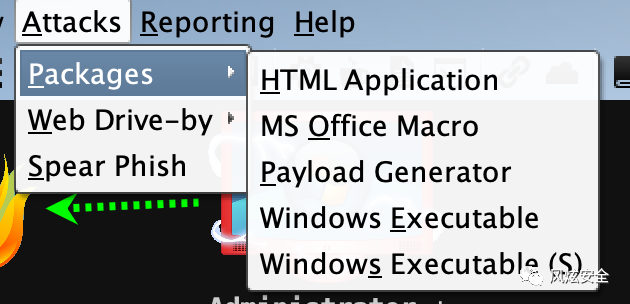 Attacks Reporting Help
Packages
Web Drive-by
Spear Phish
HTML Application
MS Office Macro
Payload Generator
Windows Executable
Windows Executable (S)
风炫安全